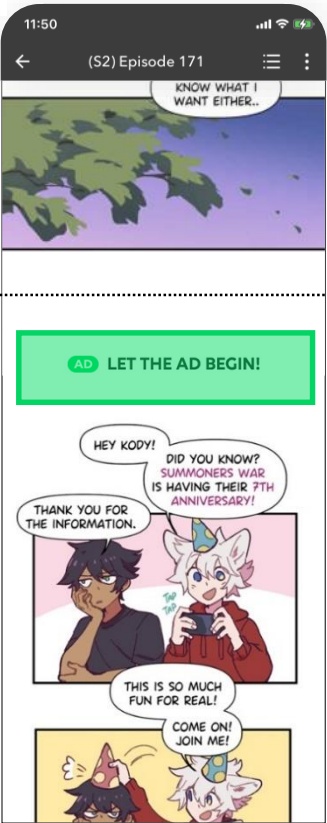 11:50
(S2) Episode 171
KNOW WHAT I
WANT EITHER..
AD LET THE AD BEGIN!
HEY KODY!
DID YOU KNOW?
SUMMONERS WAR
IS HAVING THEIR 7TH
ANNIVERSARY!
THANK YOU FOR
THE INFORMATION.
TAP
TAP
THIS IS SO MUCH
FUN FOR REAL!
COME ON!
JOIN ME!